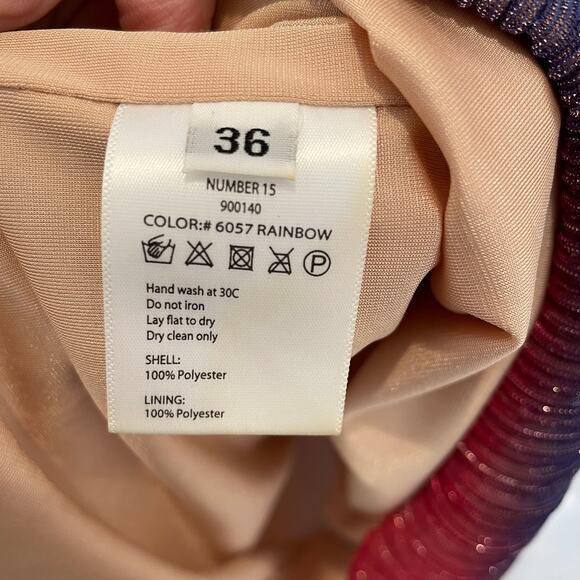 36
NUMBER 15
900140
COLOR:# 6057 RAINBOW
P
Hand wash at 30C
Do not iron
Lay flat to dry
Dry clean only
SHELL:
100% Polyester
LINING:
100% Polyester